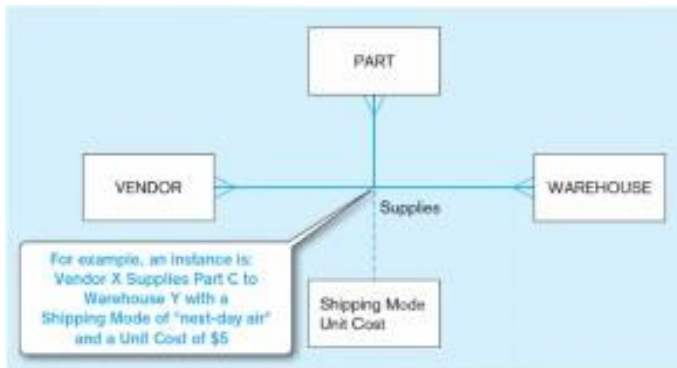 PART
VENDOR
WAREHOUSE
Supplies
For example, an instance is:
Vendor X Supplies Part C to
Warehouse Y with a
Shipping Mode of "next-day air"
and a Unit Cost of $5
Shipping Mode
Unit Cost